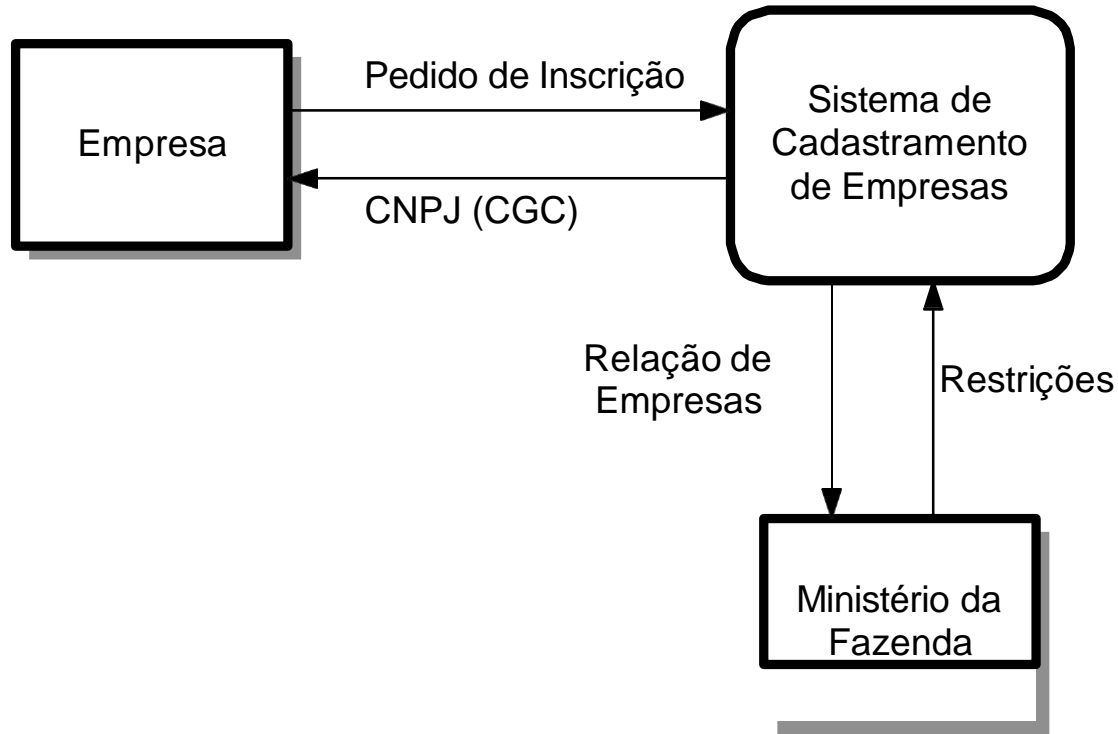 Empresa
Pedido de Inscrição
CNPJ (CGC)
Sistema de
Cadastramento
de Empresas
Relação de
Empresas
Restrições
Ministério da
Fazenda